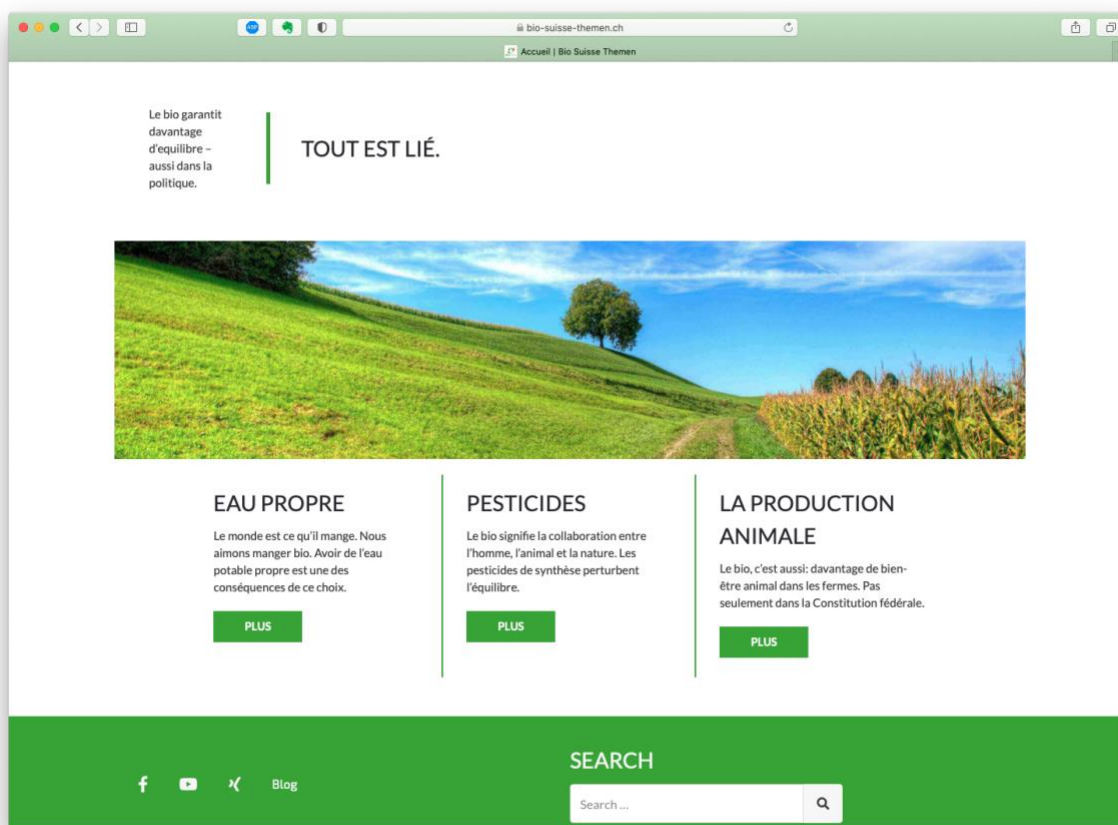 ABP
bio-suisse-themen.ch
Accueil | Bio Suisse Themen
Le bio garantit
davantage
d'equilibre –
aussi dans la
politique.
TOUT EST LIÉ.
EAU PROPRE
Le monde est ce qu'il mange. Nous
aimons manger bio. Avoir de l'eau
potable propre est une des
conséquences de ce choix.
PLUS
PESTICIDES
Le bio signifie la collaboration entre
l'homme, l'animal et la nature. Les
pesticides de synthèse perturbent
l'équilibre.
PLUS
LA PRODUCTION
ANIMALE
Le bio, c'est aussi: davantage de bien-
être animal dans les fermes. Pas
seulement dans la Constitution fédérale.
PLUS
Blog
SEARCH
Search ...